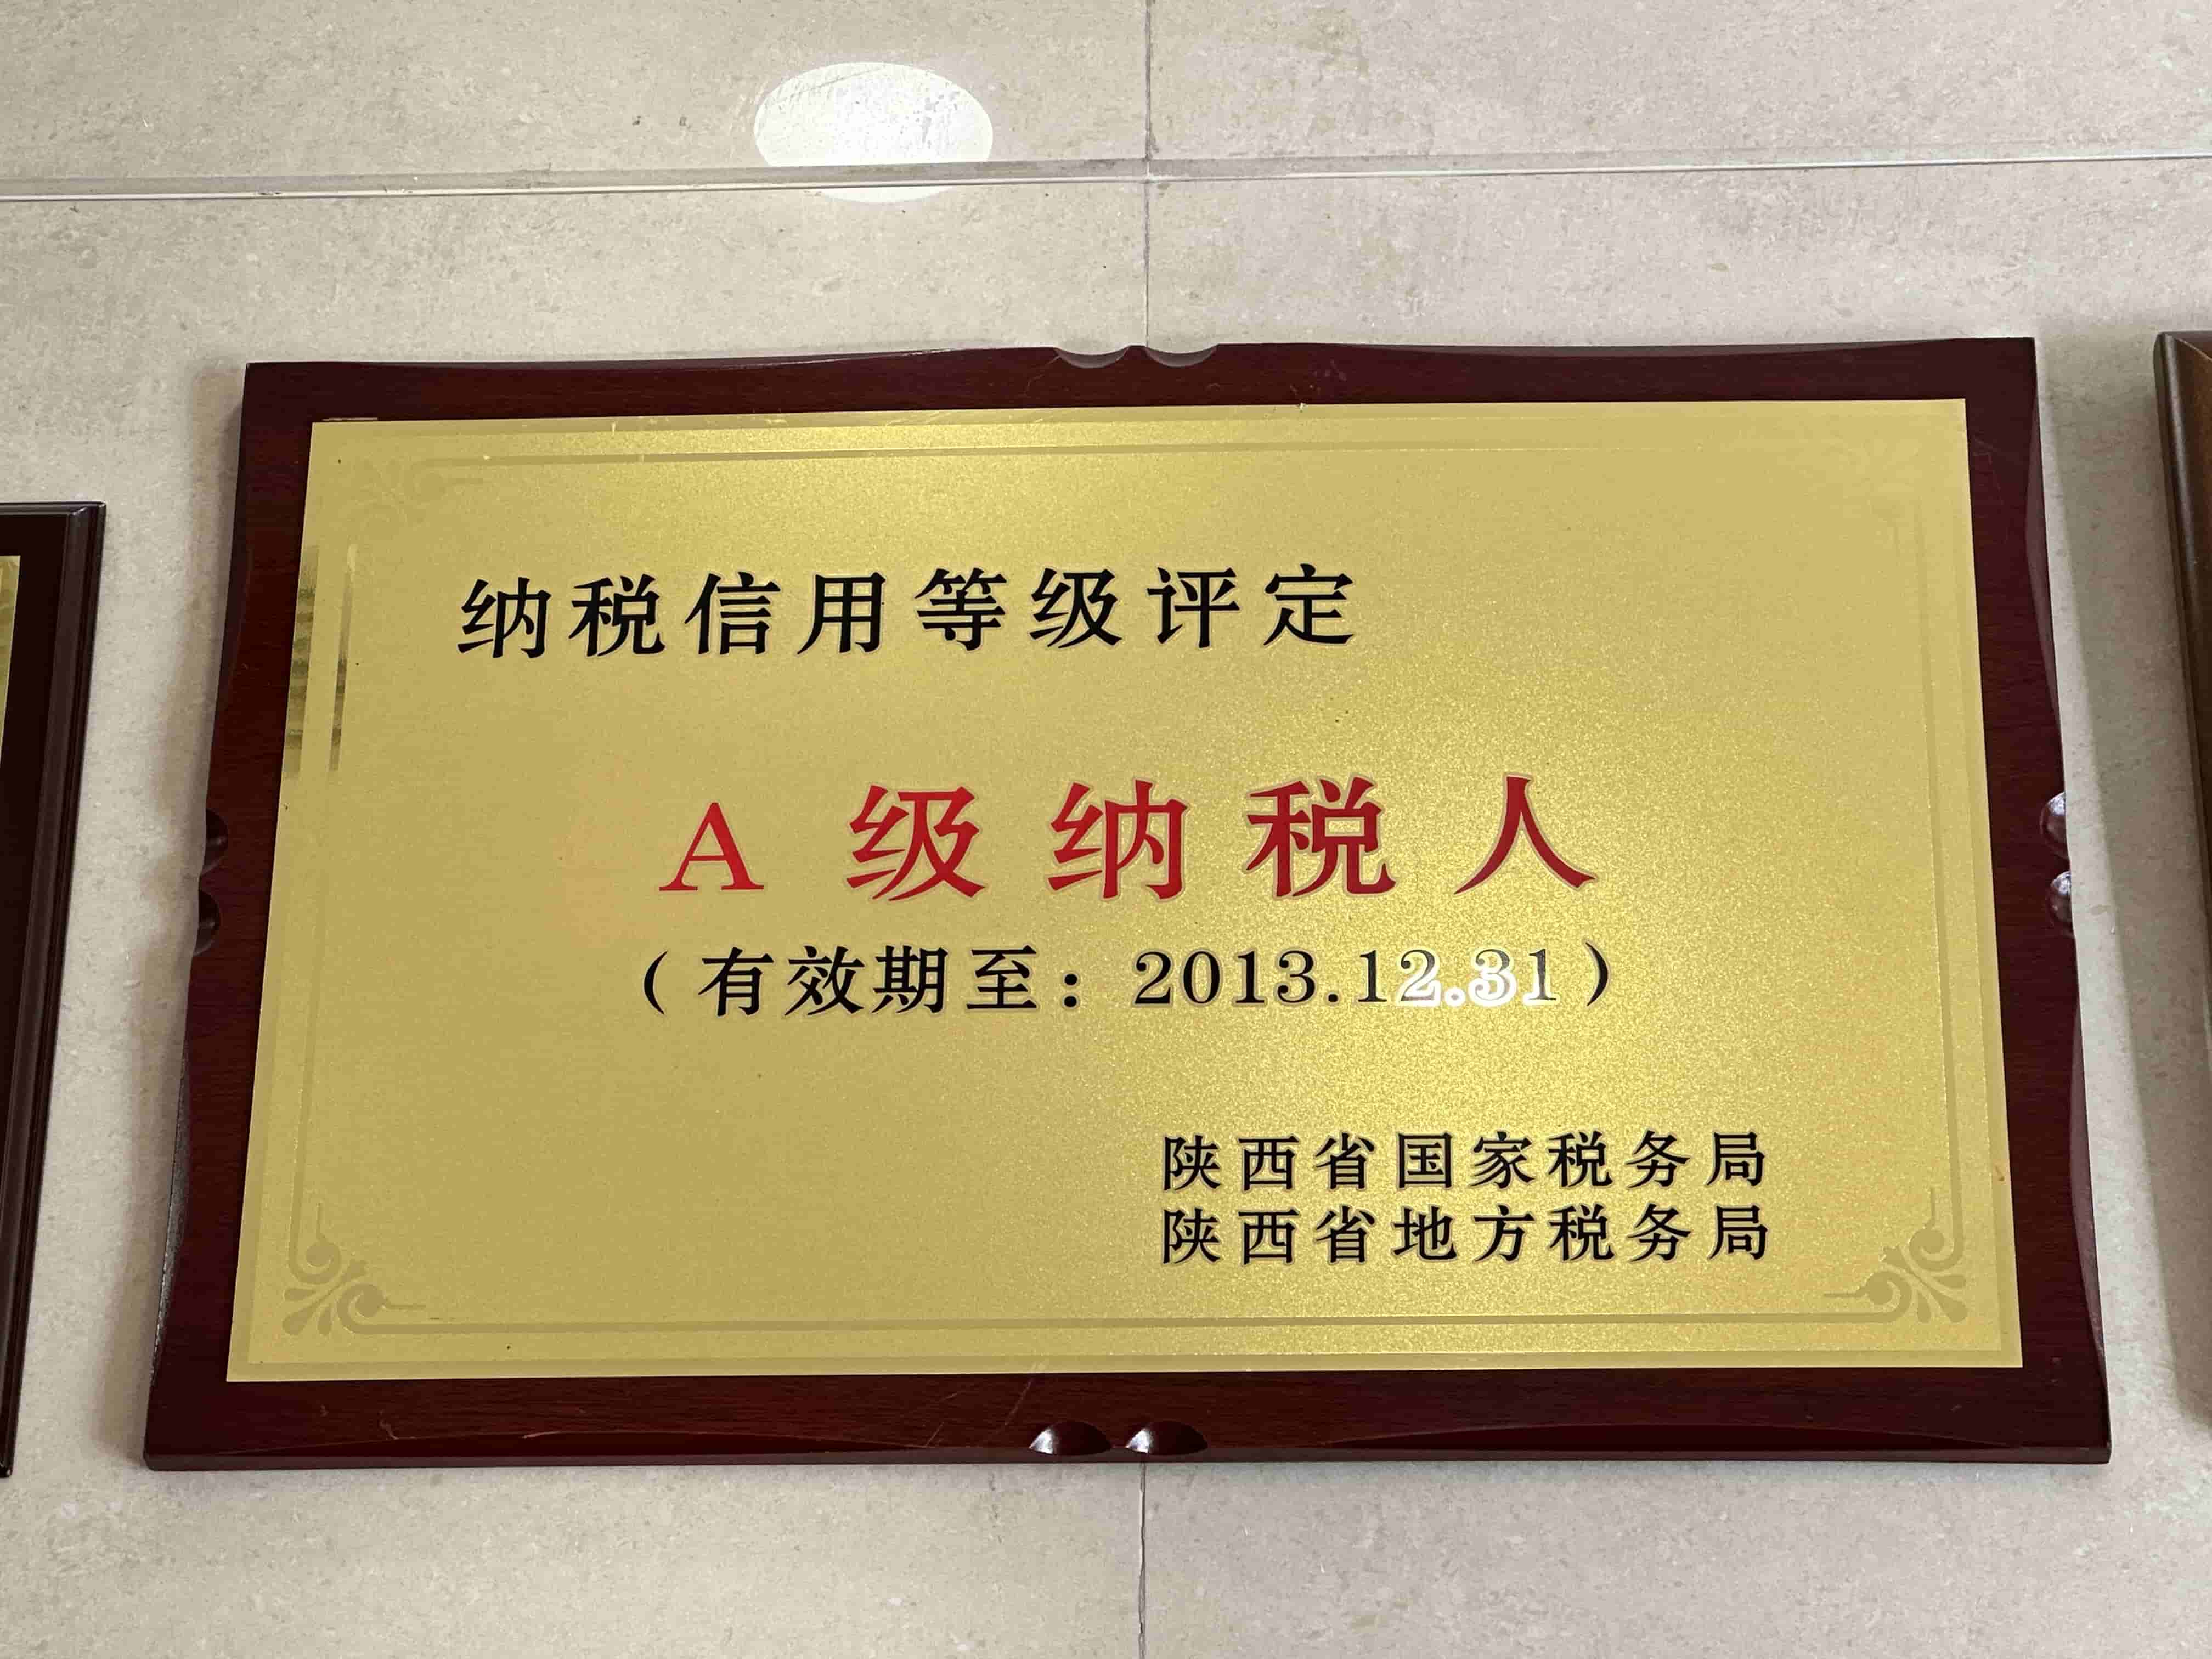 纳税信用等级评定
A 级纳税人
（有效期至：2013.12.31）
陕西省国家税务局
陕西省地方税务局